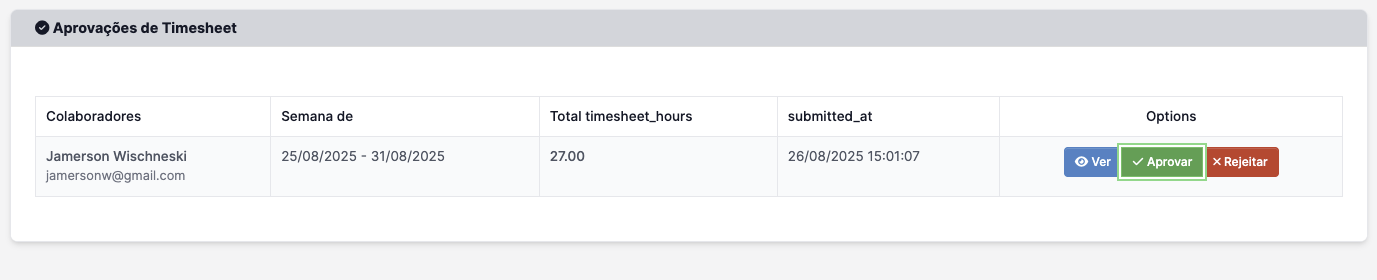 Aprovações de Timesheet
Colaboradores Semana de Total timesheet_hours submitted_at Options
Jamerson Wischneski 25/08/2025 - 31/08/2025 27.00 26/08/2025 15:01:07 Ver Aprovar Rejeitar
jamersonw@gmail.com